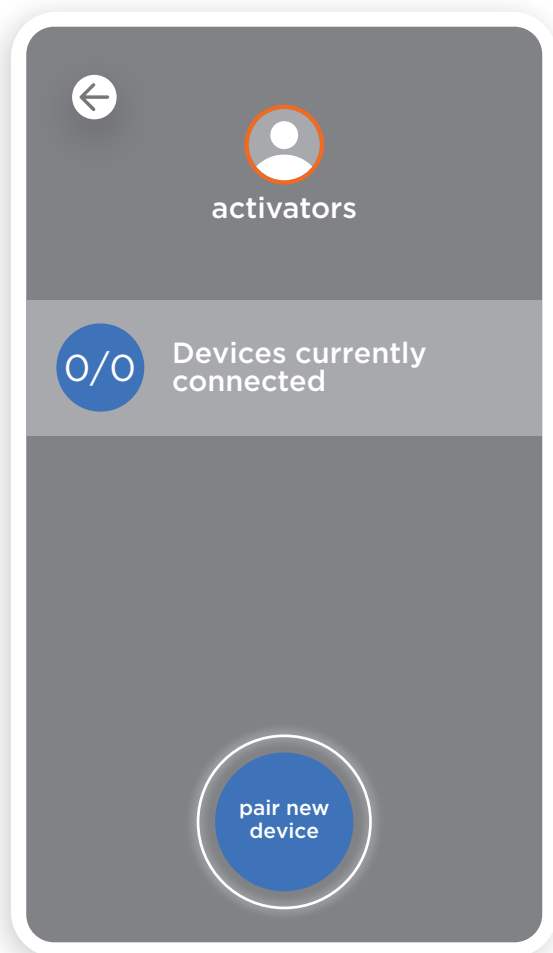 activators
0/0
Devices currently
connected
pair new
device